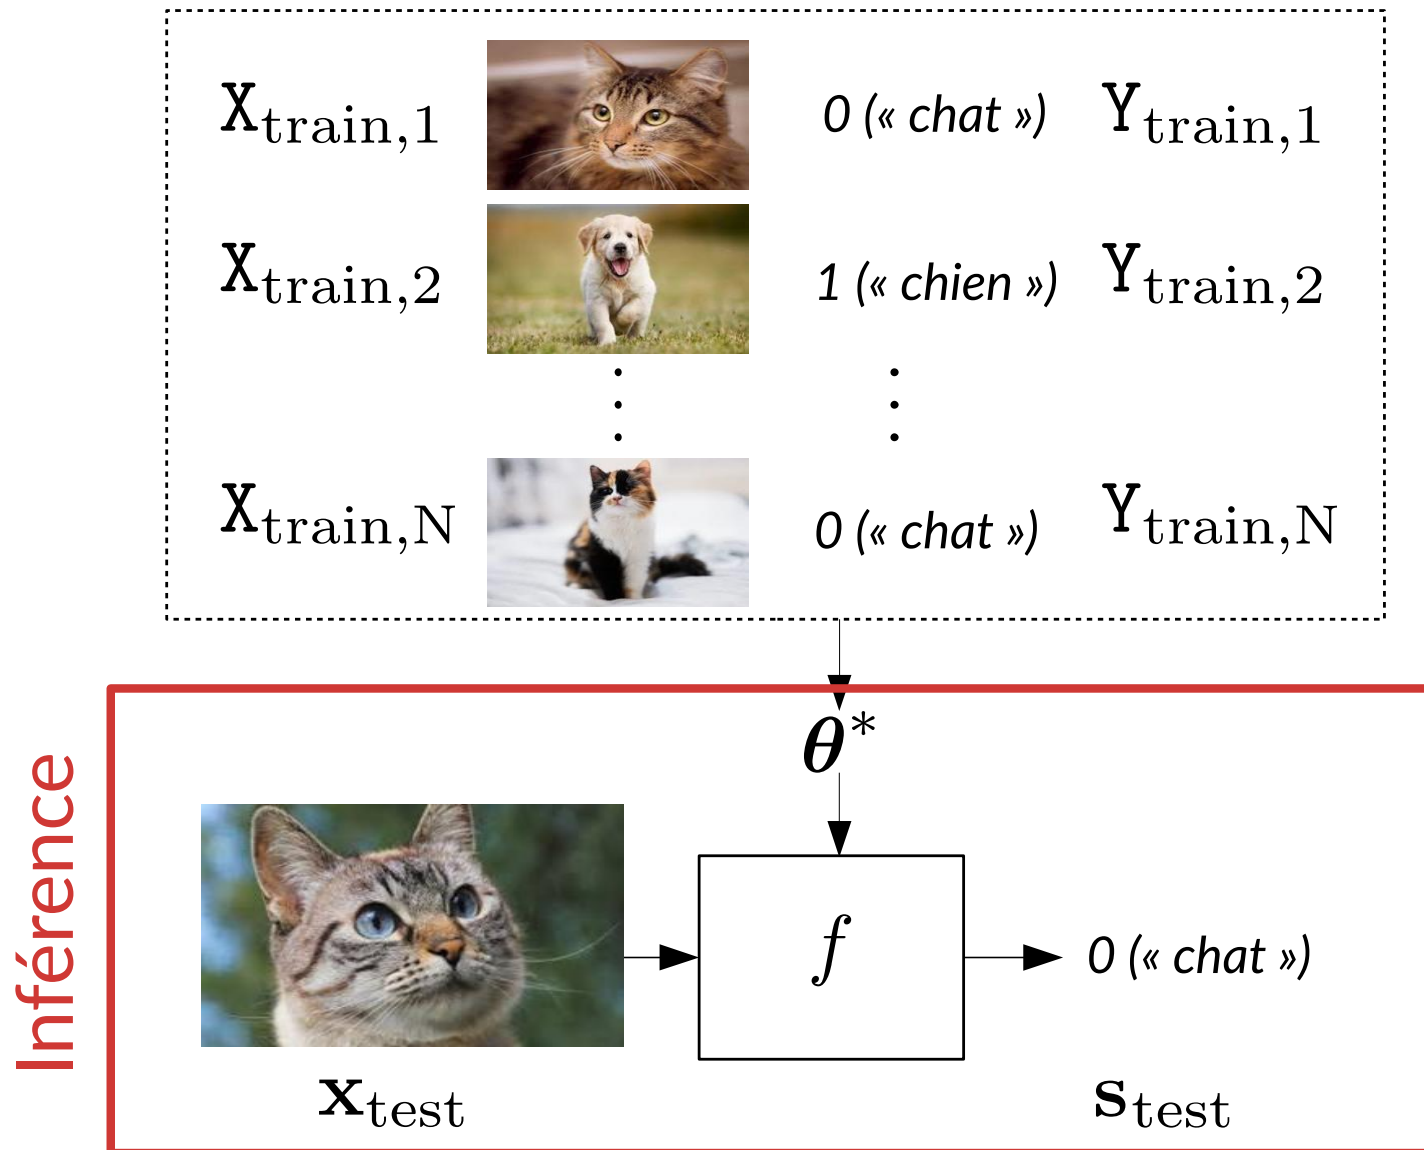 X_train,1 0 (« chat ») Y_train,1
X_train,2 1 (« chien ») Y_train,2
X_train,N 0 (« chat ») Y_train,N
θ*
Inférence
f
0 (« chat »)
x_test s_test